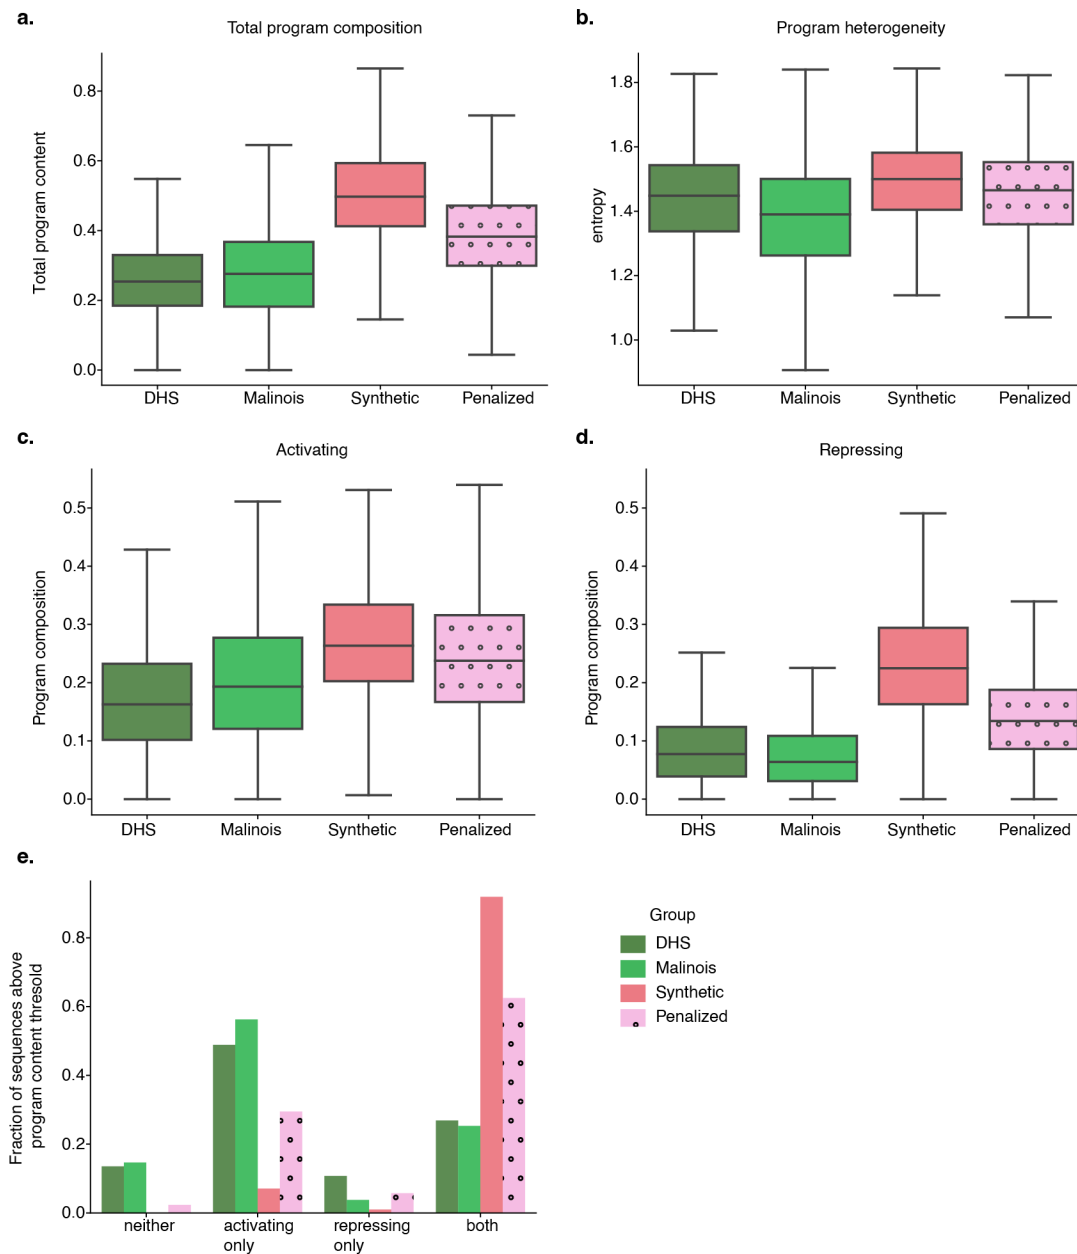 a.
Total program composition
Total program content
0.8
0.6
0.4
0.2
0.0
DHS Malinois Synthetic Penalized
b.
Program heterogeneity
entropy
1.8
1.6
1.4
1.2
1.0
DHS Malinois Synthetic Penalized
c.
Activating
Program composition
0.5
0.4
0.3
0.2
0.1
0.0
DHS Malinois Synthetic Penalized
d.
Repressing
Program composition
0.5
0.4
0.3
0.2
0.1
0.0
DHS Malinois Synthetic Penalized
e.
Fraction of sequences above
program content thresold
0.8
0.6
0.4
0.2
0.0
neither activating repressing both
only only
Group
DHS
Malinois
Synthetic
Penalized